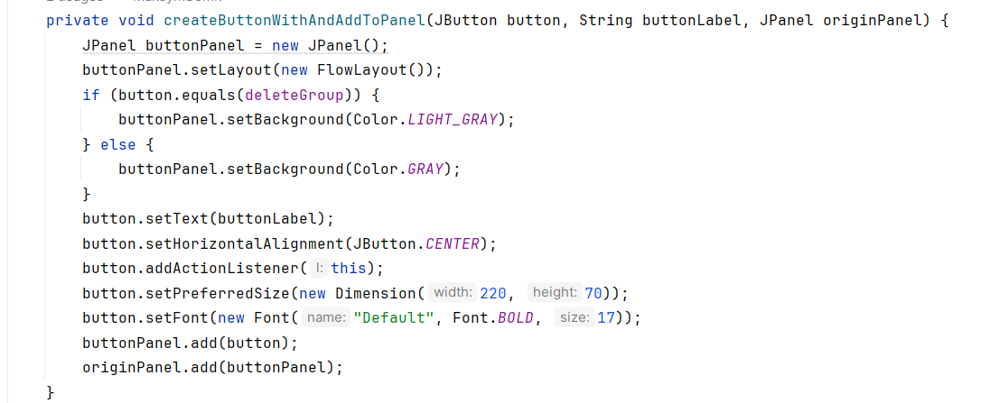 private void createButtonWithAndAddToPanel(JButton button, String buttonLabel, JPanel originPanel) {
JPanel buttonPanel = new JPanel();
buttonPanel.setLayout(new FlowLayout());
if (button.equals(deleteGroup)) {
buttonPanel.setBackground(Color.LIGHT_GRAY);
} else {
buttonPanel.setBackground(Color.GRAY);
}
button.setText(buttonLabel);
button.setHorizontalAlignment(JButton.CENTER);
button.addActionListener( l: this);
button.setPreferredSize(new Dimension( width: 220, height: 70));
button.setFont(new Font( name: "Default", Font.BOLD, size: 17));
buttonPanel.add(button);
originPanel.add(buttonPanel);
}